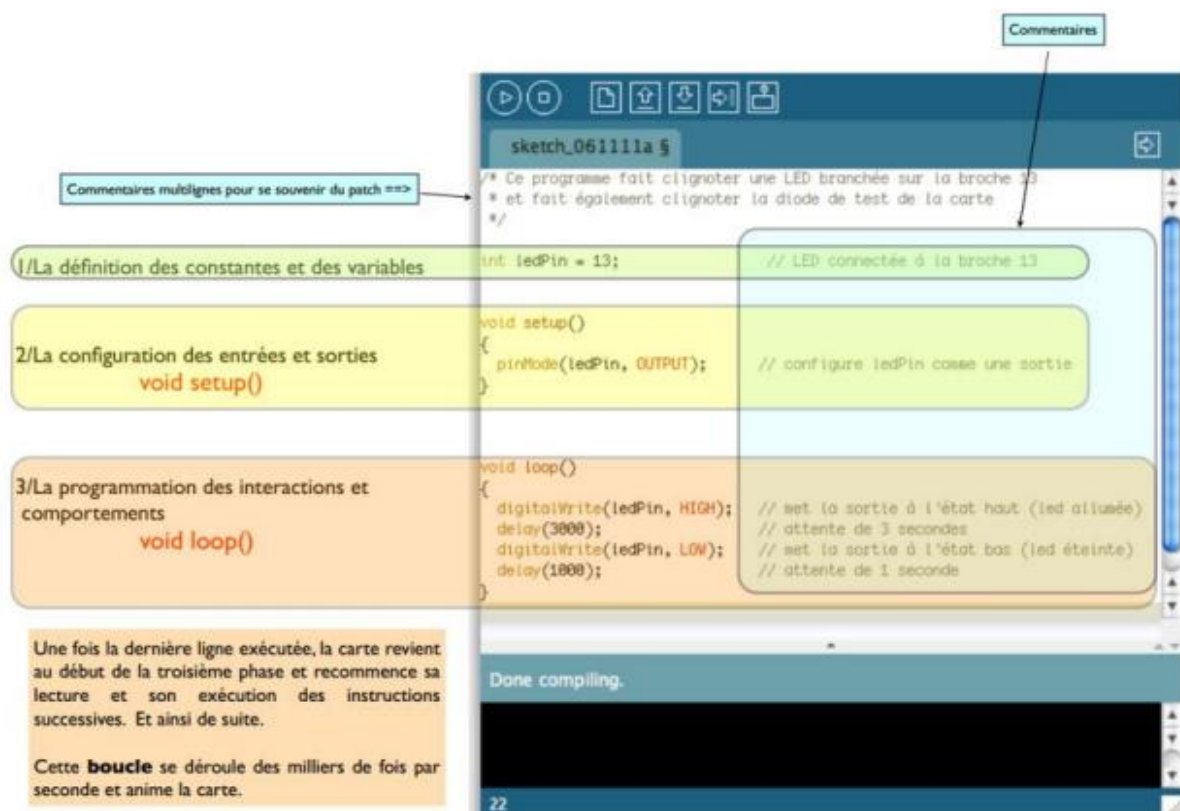 Commentaires
sketch_061111a §
Commentaires multilignes pour se souvenir du patch ==>
/* Ce programme fait clignoter une LED branchée sur la broche 13
* et fait également clignoter la diode de test de la carte
*/
1/La définition des constantes et des variables
int ledPin = 13; // LED connectée à la broche 13
2/La configuration des entrées et sorties
void setup()
void setup()
{
pinMode(ledPin, OUTPUT); // configure ledPin comme une sortie
}
3/La programmation des interactions et
comportements
void loop()
void loop()
{
digitalWrite(ledPin, HIGH); // met la sortie à l'état haut (led allumée)
delay(3000); // attente de 3 secondes
digitalWrite(ledPin, LOW); // met la sortie à l'état bas (led éteinte)
delay(1000); // attente de 1 seconde
}
Une fois la dernière ligne exécutée, la carte revient
au début de la troisième phase et recommence sa
lecture et son exécution des instructions
successives. Et ainsi de suite.
Cette boucle se déroule des milliers de fois par
seconde et anime la carte.
Done compiling.
22